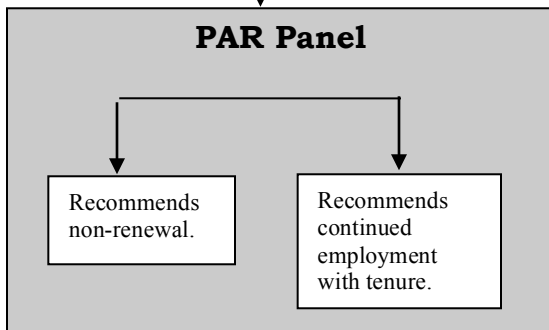 PAR Panel
Recommends
non-renewal.
Recommends
continued
employment
with tenure.